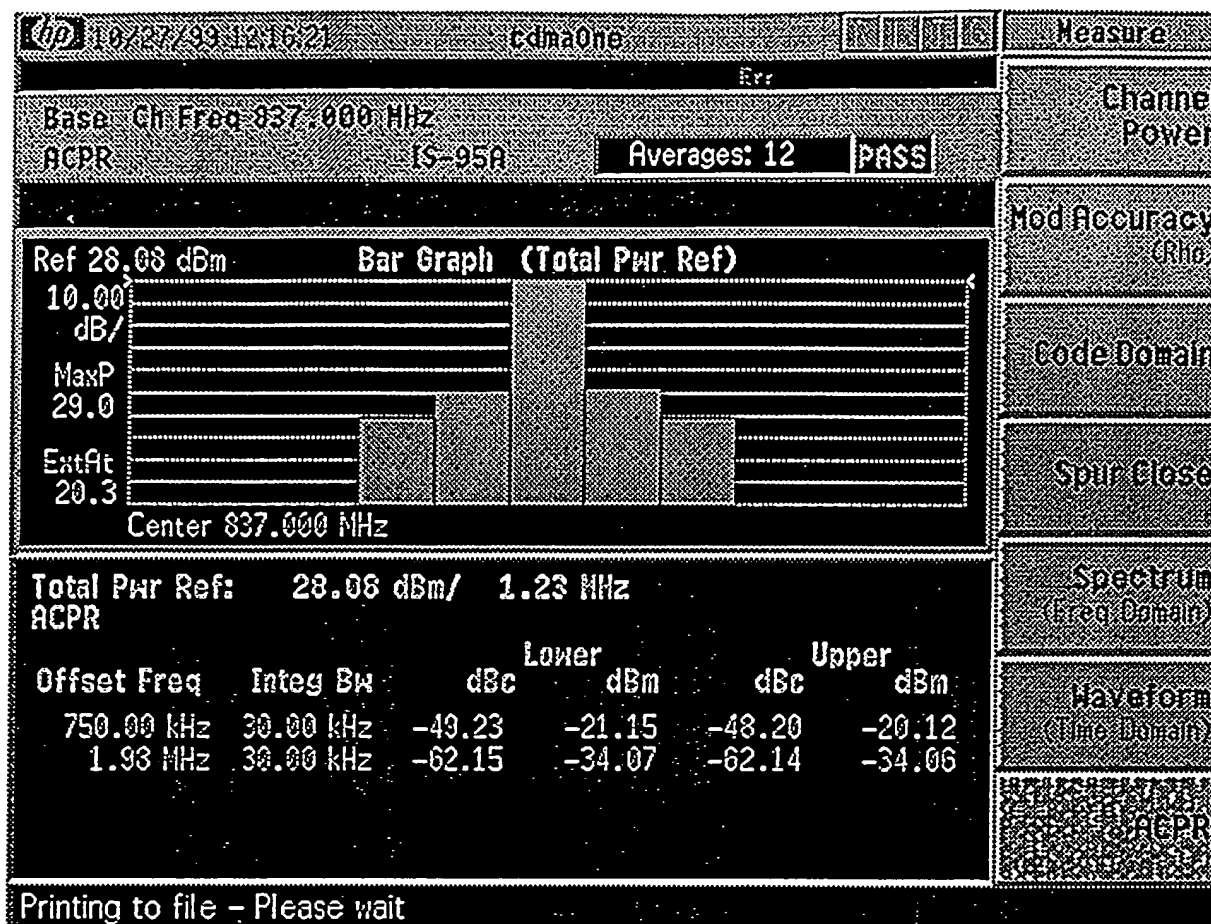 hp 10/27/99 12:16:21 cdmaOne Measure
Err
Base Ch Freq 837.000 MHz
ACPR IS-95A Averages: 12 PASS
Channel
Power
Mod Accuracy
(Rho)
Code Domain
Spur Close
Spectrum
(Freq Domain)
Waveform
(Time Domain)
ACPR
Ref 28.08 dBm Bar Graph (Total Pwr Ref)
10.00
dB/
MaxP
29.0
ExtAt
20.3
Center 837.000 MHz
Total Pwr Ref: 28.08 dBm/ 1.23 MHz
ACPR
Lower Upper
Offset Freq Integ Bw dBc dBm dBc dBm
750.00 kHz 30.00 kHz -49.23 -21.15 -48.20 -20.12
1.98 MHz 30.00 kHz -62.15 -34.07 -62.14 -34.06
Printing to file - Please wait